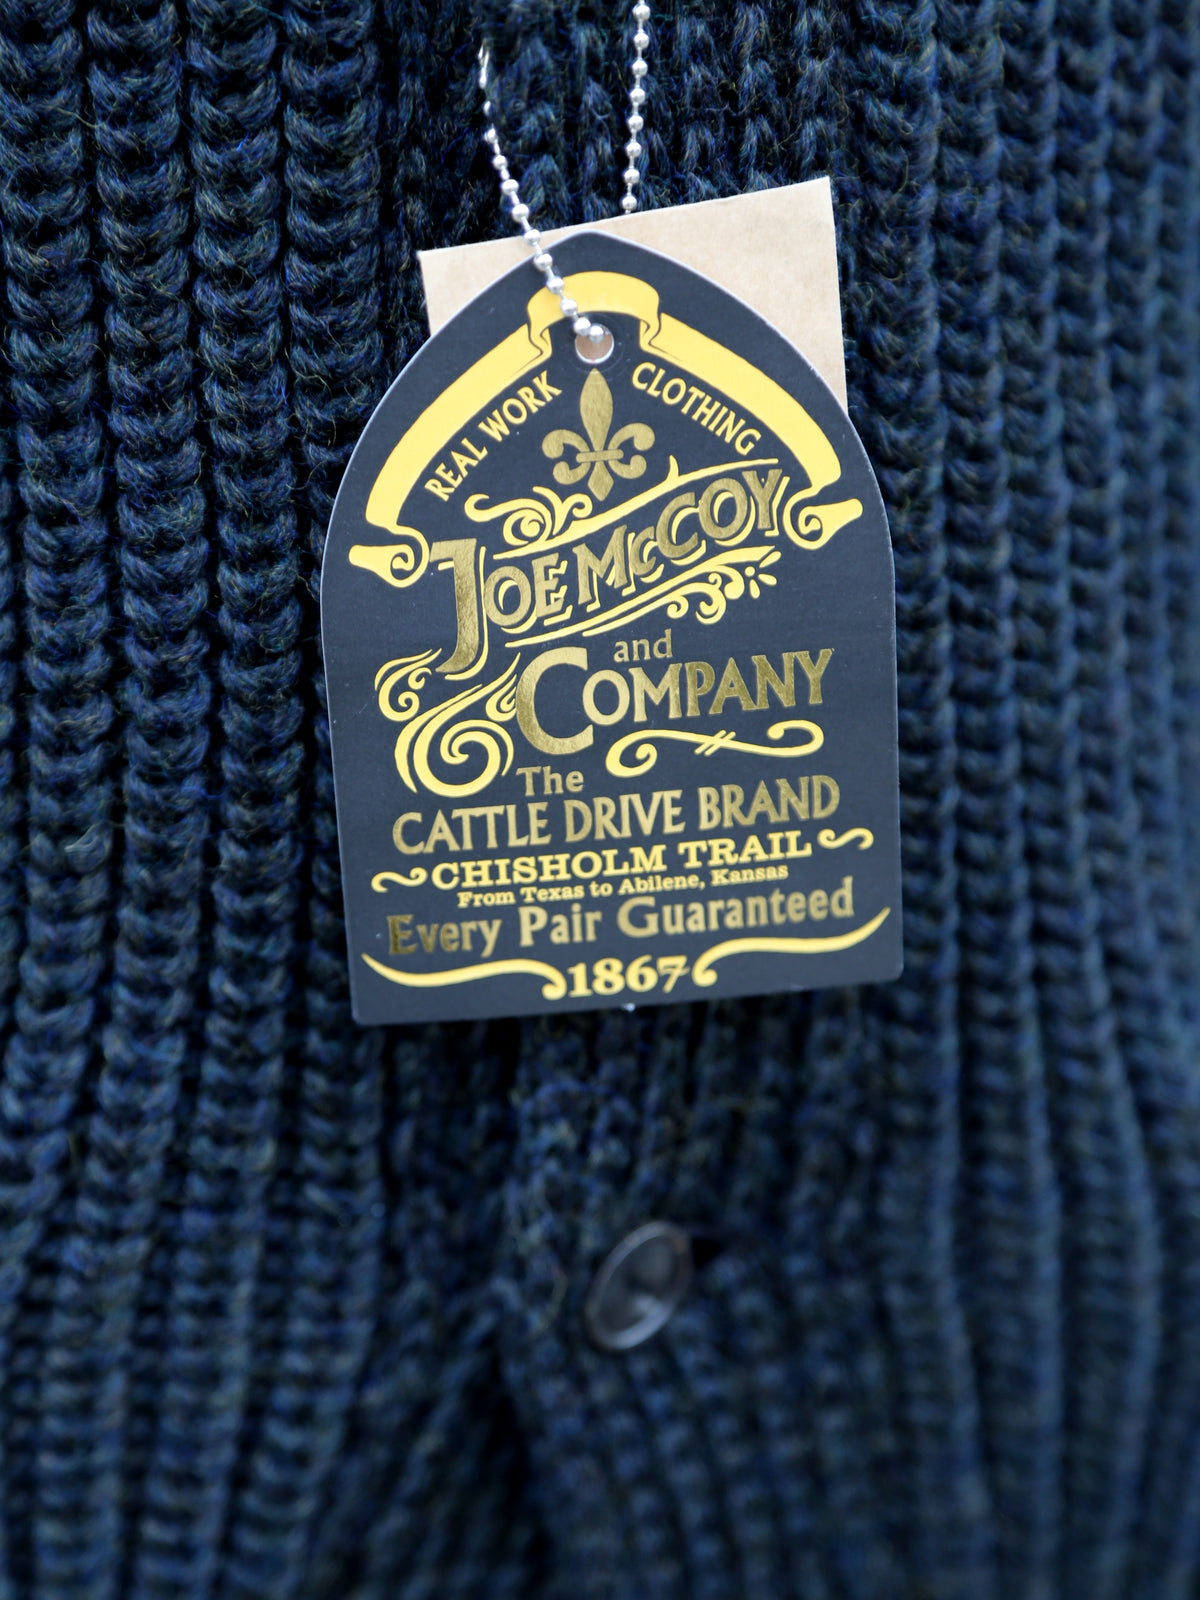 REAL WORK CLOTHING
JOE McCOY
and
COMPANY
The
CATTLE DRIVE BRAND
CHISHOLM TRAIL
From Texas to Abilene, Kansas
Every Pair Guaranteed
1867